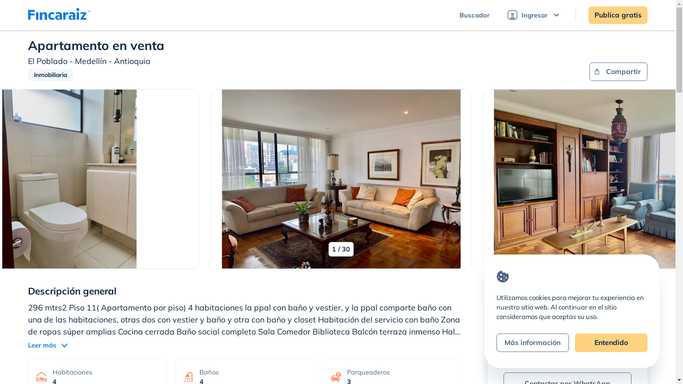 Fincaraiz
Buscador
Ingresar
Publica gratis
Apartamento en venta
El Poblado - Medellín - Antioquia
Inmobiliaria
Compartir
1 / 30
Descripción general
296 mtrs2 Piso 11( Apartamento por piso) 4 habitaciones la ppal con baño y vestier, y la ppal comparte baño con
una de las habitaciones, otras dos con vestier y baño y otra con baño y closet Habitación del servicio con baño Zona
de ropas súper amplias Cocina cerrada Baño social completo Sala Comedor Biblioteca Balcón terraza inmenso Hal...
Leer más
Habitaciones
4
Baños
4
Parqueaderos
3
Utilizamos cookies para mejorar tu experiencia en
nuestro sitio web. Al continuar en el sitio
consideramos que aceptas su uso.
Más información
Entendido
Contactar por WhatsApp